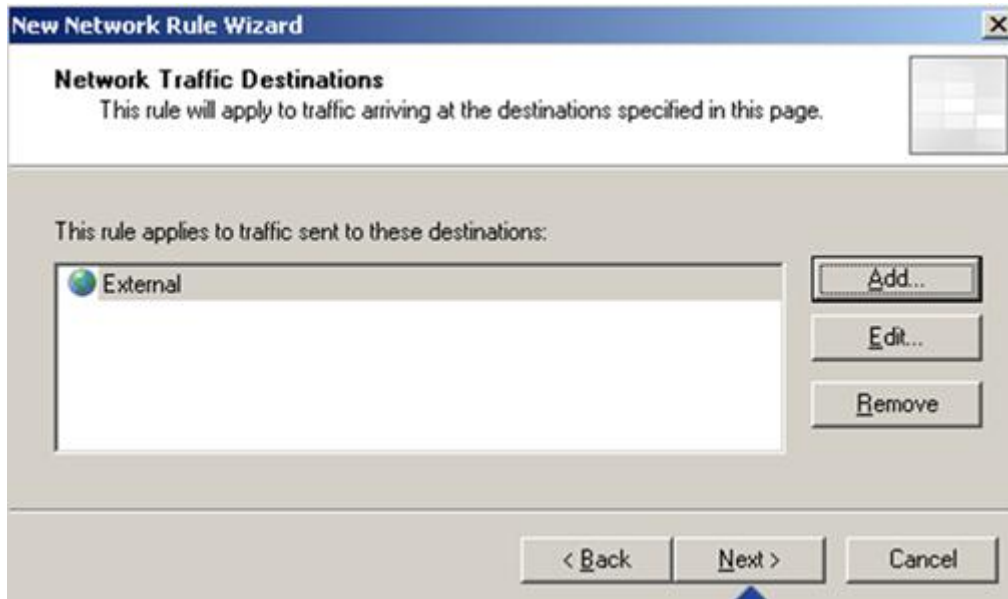 New Network Rule Wizard
Network Traffic Destinations
This rule will apply to traffic arriving at the destinations specified in this page.
This rule applies to traffic sent to these destinations:
External
Add...
Edit...
Remove
< Back
Next >
Cancel